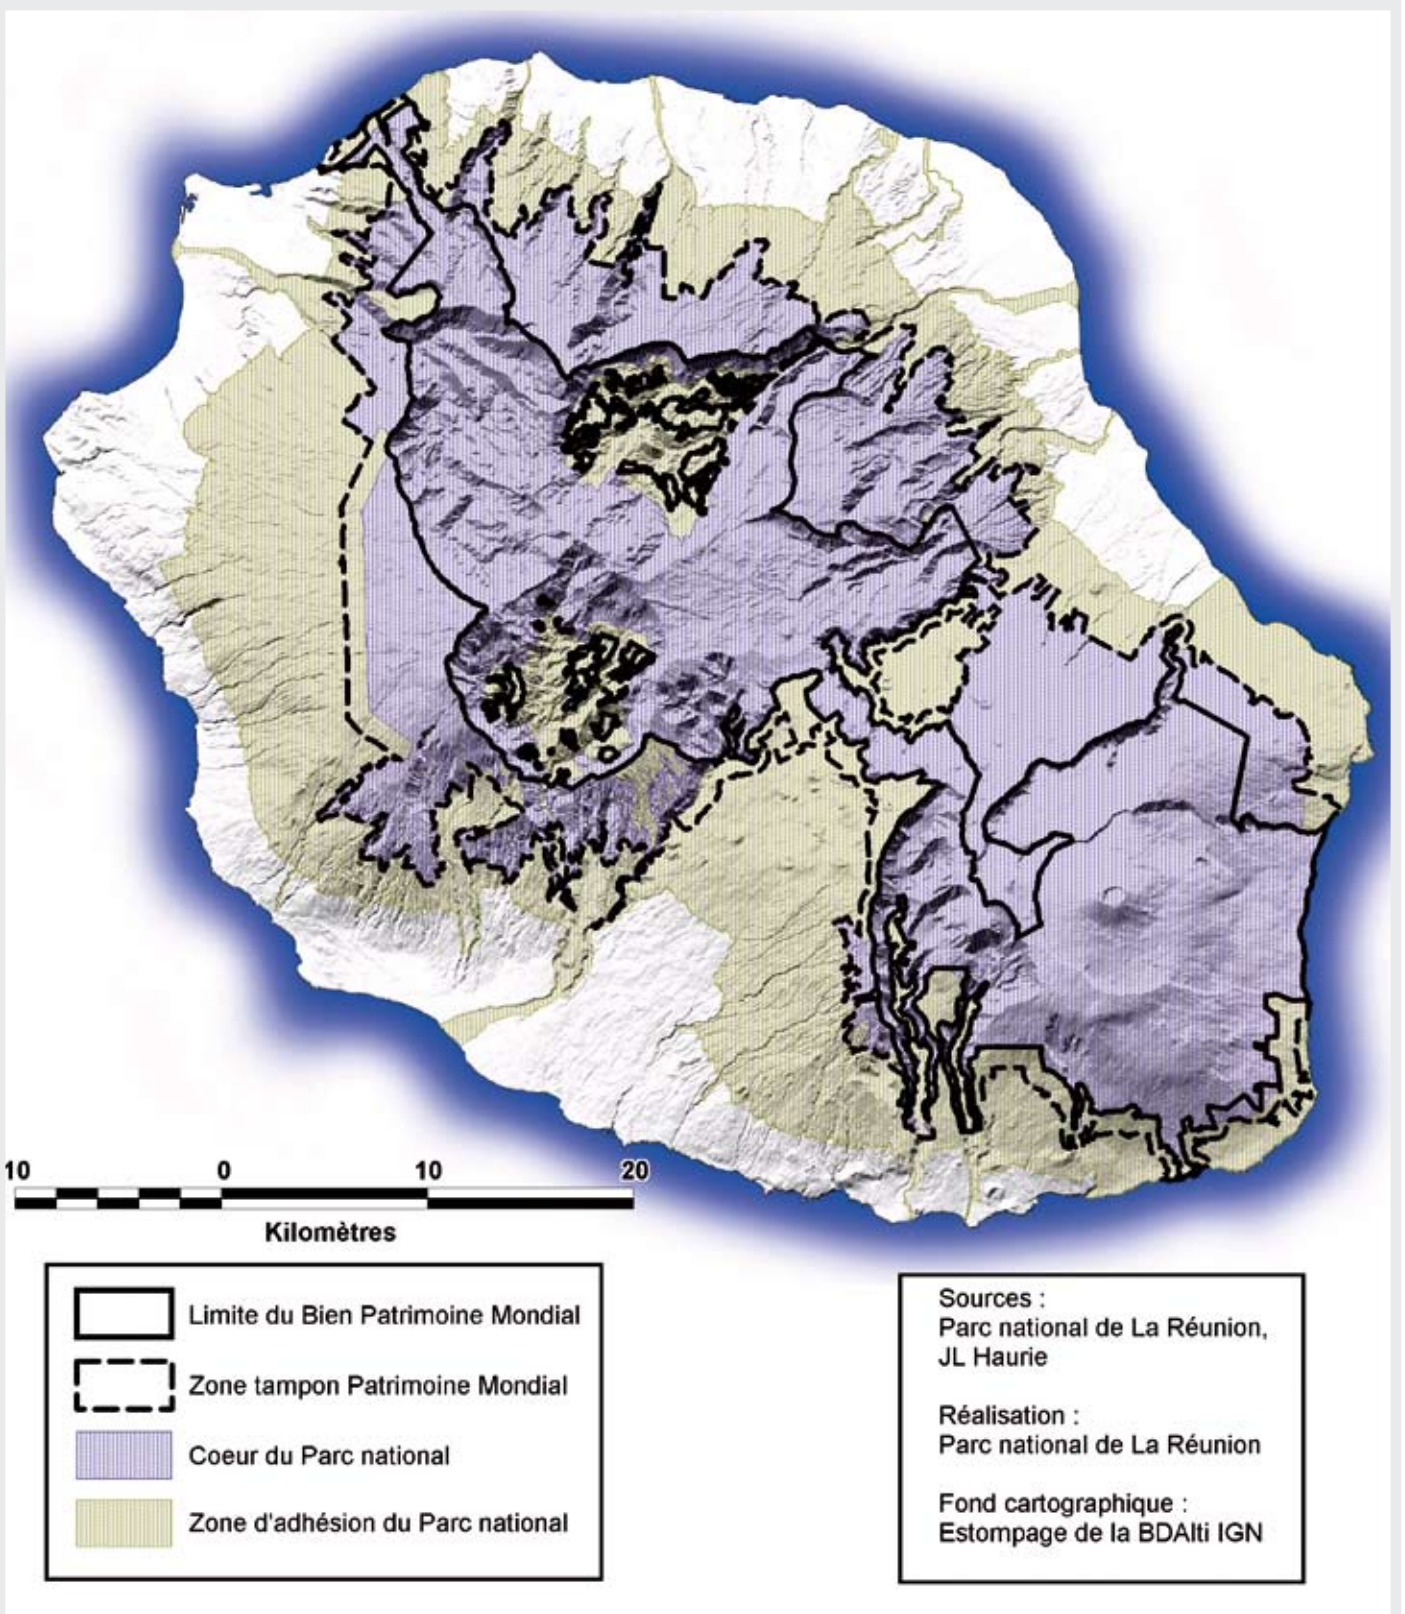 10 0 10 20
Kilomètres
Limite du Bien Patrimoine Mondial
Zone tampon Patrimoine Mondial
Coeur du Parc national
Zone d'adhésion du Parc national
Sources :
Parc national de La Réunion,
JL Haurie
Réalisation :
Parc national de La Réunion
Fond cartographique :
Estompage de la BDAlti IGN